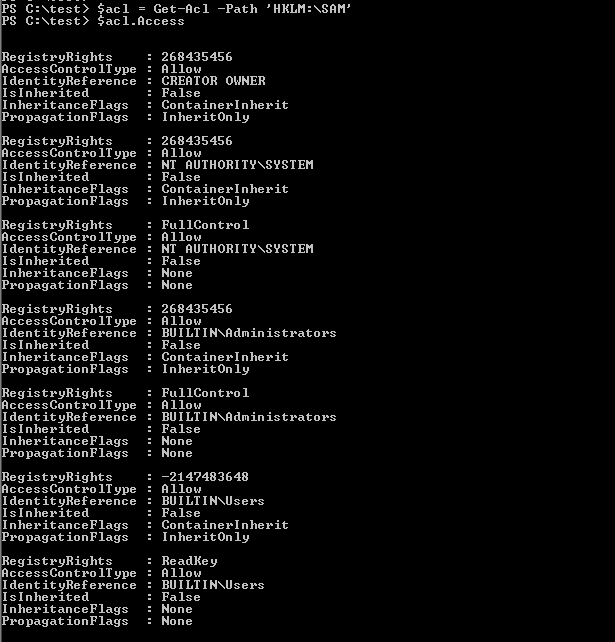 PS C:\test> $acl = Get-Acl -Path 'HKLM:\SAM'
PS C:\test> $acl.Access
RegistryRights : 268435456
AccessControlType : Allow
IdentityReference : CREATOR OWNER
IsInherited : False
InheritanceFlags : ContainerInherit
PropagationFlags : InheritOnly
RegistryRights : 268435456
AccessControlType : Allow
IdentityReference : NT AUTHORITY\SYSTEM
IsInherited : False
InheritanceFlags : ContainerInherit
PropagationFlags : InheritOnly
RegistryRights : FullControl
AccessControlType : Allow
IdentityReference : NT AUTHORITY\SYSTEM
IsInherited : False
InheritanceFlags : None
PropagationFlags : None
RegistryRights : 268435456
AccessControlType : Allow
IdentityReference : BUILTIN\Administrators
IsInherited : False
InheritanceFlags : ContainerInherit
PropagationFlags : InheritOnly
RegistryRights : FullControl
AccessControlType : Allow
IdentityReference : BUILTIN\Administrators
IsInherited : False
InheritanceFlags : None
PropagationFlags : None
RegistryRights : -2147483648
AccessControlType : Allow
IdentityReference : BUILTIN\Users
IsInherited : False
InheritanceFlags : ContainerInherit
PropagationFlags : InheritOnly
RegistryRights : ReadKey
AccessControlType : Allow
IdentityReference : BUILTIN\Users
IsInherited : False
InheritanceFlags : None
PropagationFlags : None